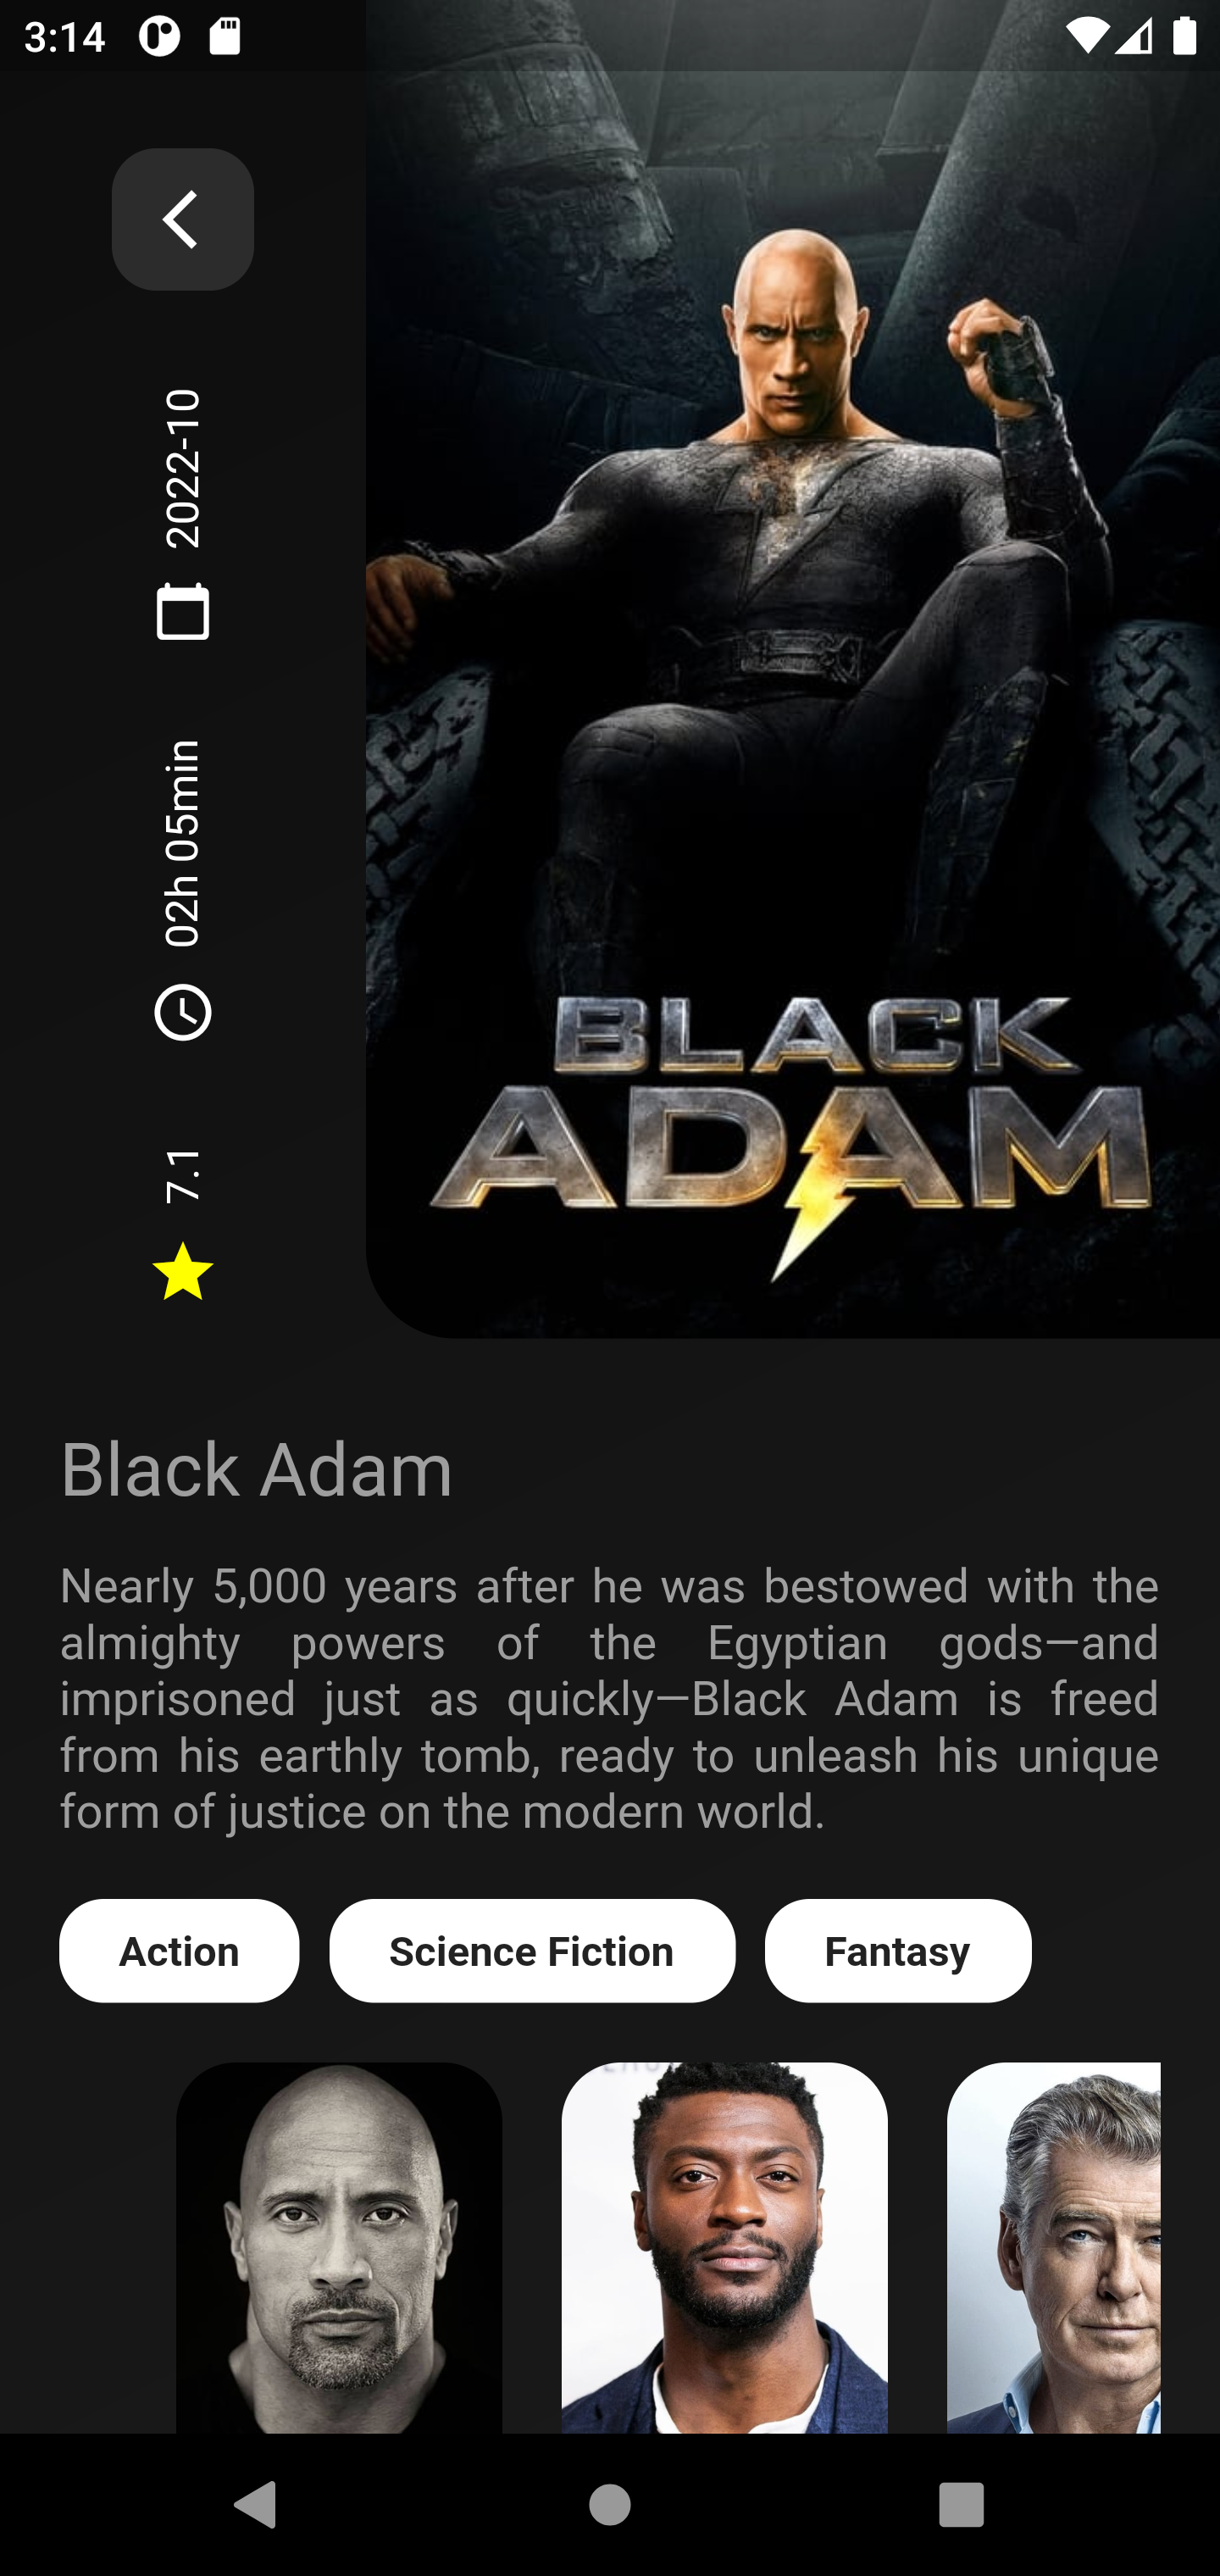 3:14
2022-10
02h 05min
7.1
BLACK
ADAM
Black Adam
Nearly 5,000 years after he was bestowed with the
almighty powers of the Egyptian gods—and
imprisoned just as quickly—Black Adam is freed
from his earthly tomb, ready to unleash his unique
form of justice on the modern world.
Action
Science Fiction
Fantasy